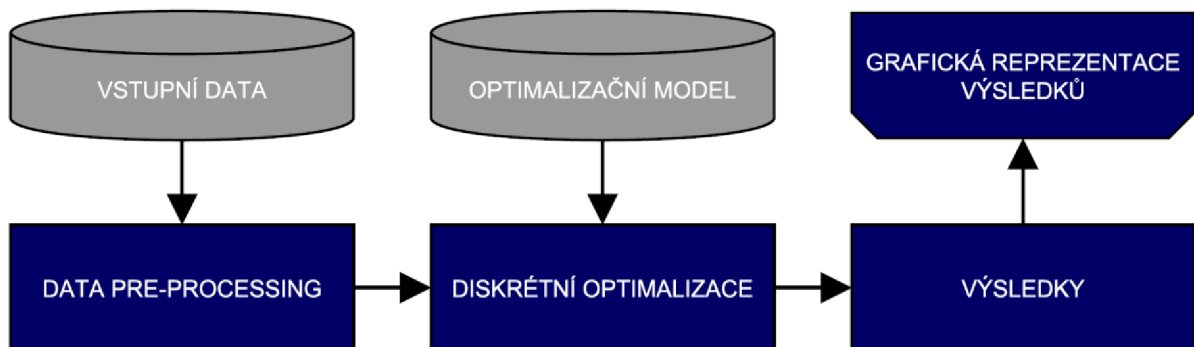 VSTUPNÍ DATA
OPTIMALIZAČNÍ MODEL
GRAFICKÁ REPREZENTACE
VÝSLEDKŮ
DATA PRE-PROCESSING
DISKRÉTNÍ OPTIMALIZACE
VÝSLEDKY